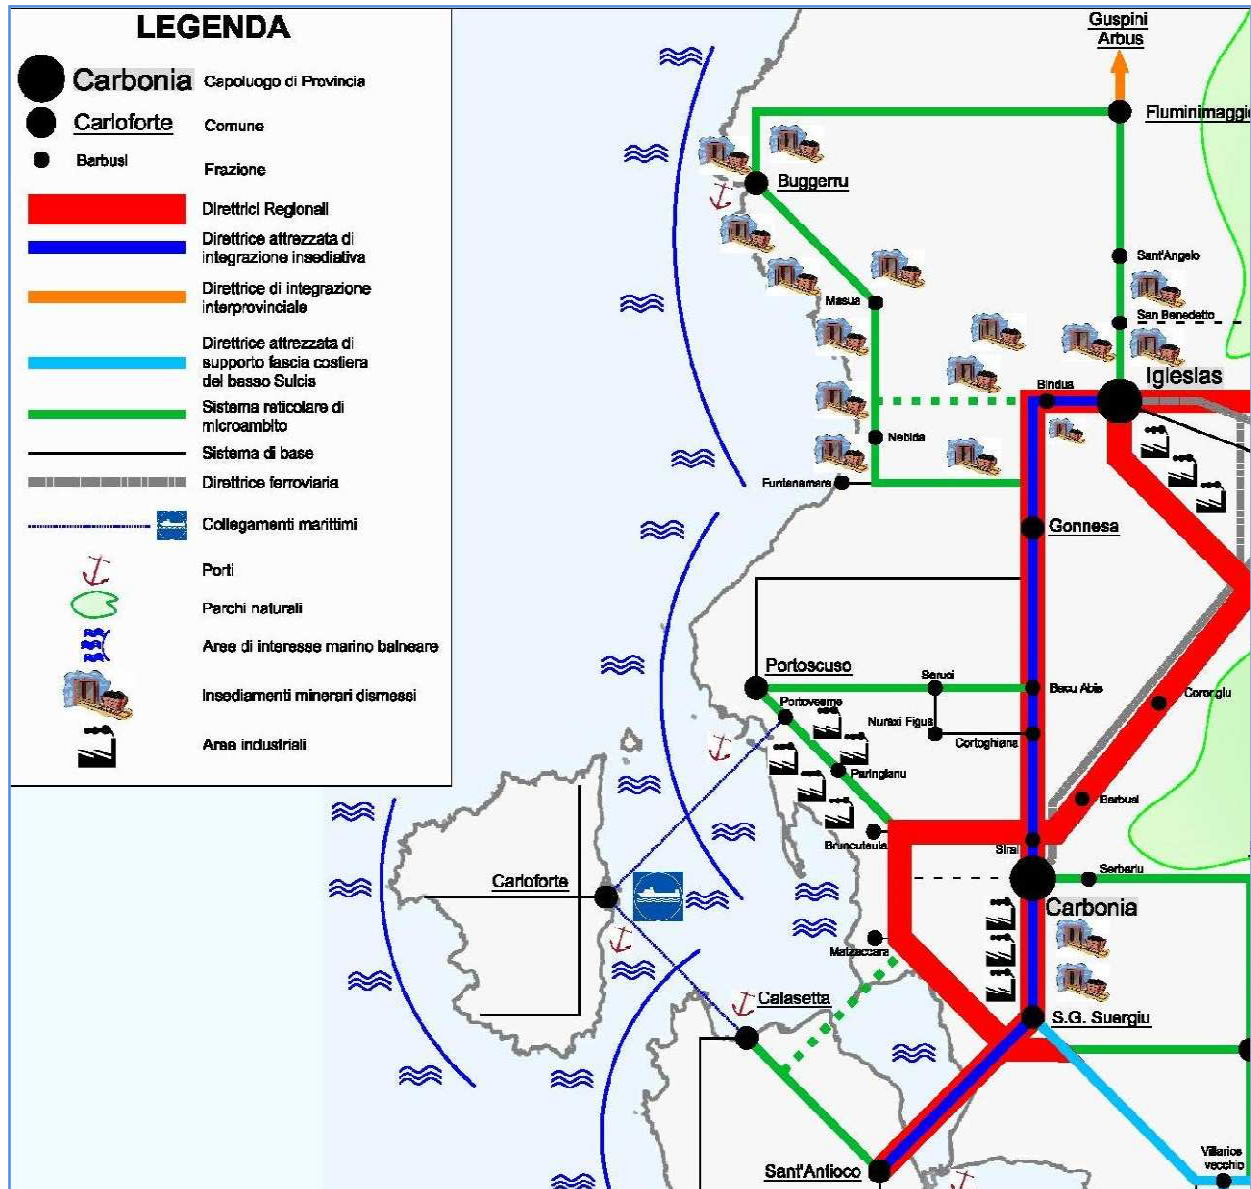 LEGENDA
Carbonia Capoluogo di Provincia
Carloforte Comune
Barbusi Frazione
Direttrici Regionali
Direttrice attrezzata di
integrazione insediativa
Direttrice di integrazione
interprovinciale
Direttrice attrezzata di
supporto fascia costiera
del basso Sulcis
Sistema reticolare di
microambito
Sistema di base
Direttrice ferroviaria
Collegamenti marittimi
Porti
Parchi naturali
Aree di interesse marino balneare
Insediamenti minerari dismessi
Aree industriali
Guspini
Arbus
Fluminimaggio
Buggerru
Sant'Angelo
Masua
San Benedetto
Iglesias
Bindua
Nebida
Funtanamare
Gonnesa
Portoscuso
Seruci
Bacu Abis
Portovesme
Nuraxi Figus
Cortoghiana
Corongiu
Paringianu
Barbusi
Bruncuteula
Sirai
Serbariu
Carloforte
Carbonia
Matzaccara
Calasetta
S.G. Suergiu
Sant'Antioco
Villarios
vecchio